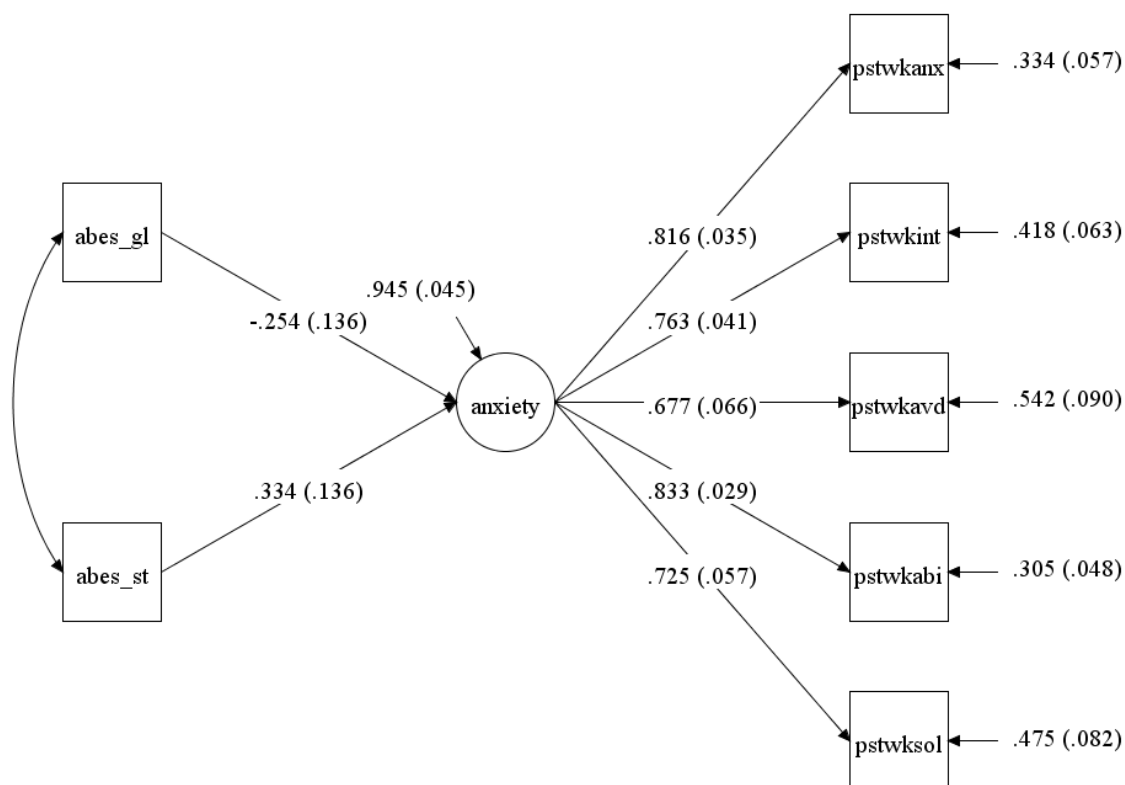 pstwkanx
.334 (.057)
abes_gl
.816 (.035)
pstwkint
.418 (.063)
.945 (.045)
-.254 (.136)
.763 (.041)
anxiety
.677 (.066)
pstwkavd
.542 (.090)
.334 (.136)
.833 (.029)
abes_st
.725 (.057)
pstwkabi
.305 (.048)
pstwksol
.475 (.082)